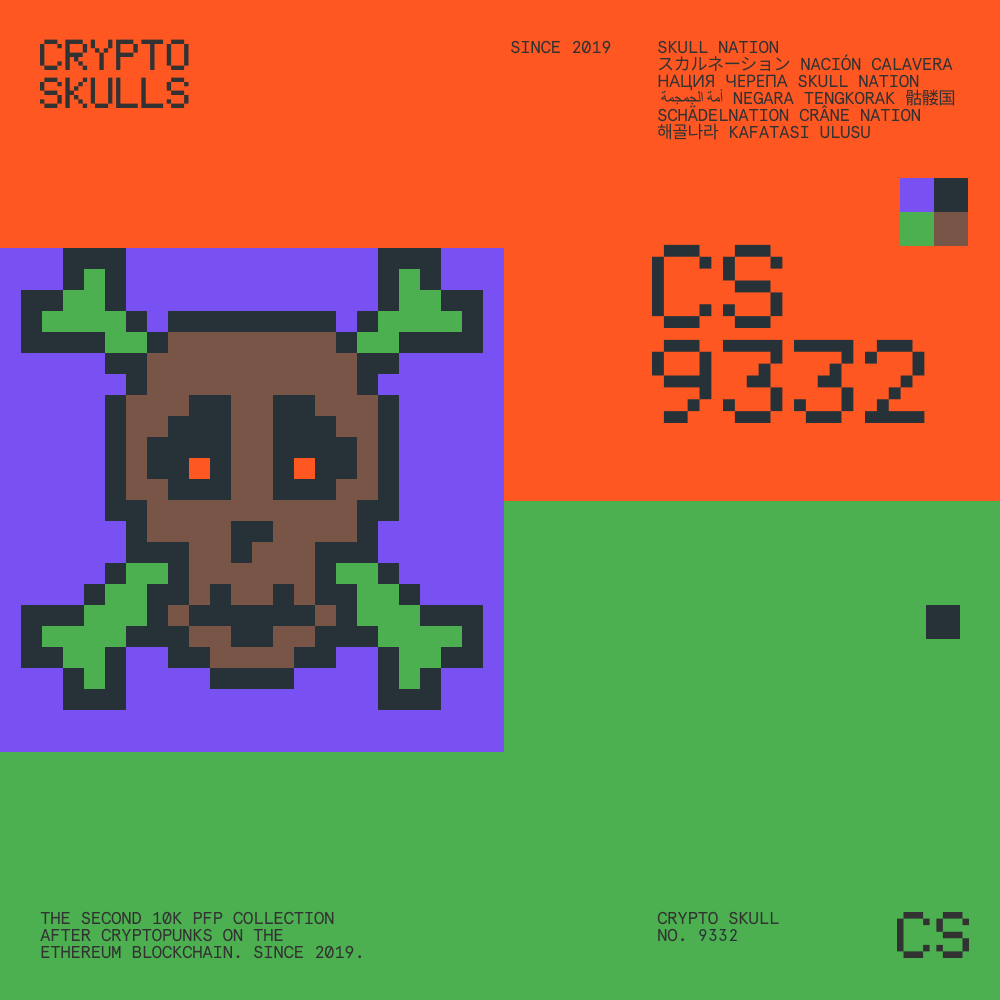 CRYPTO
SKULLS
SINCE 2019
SKULL NATION
スカルネーション NACIÓN CALAVERA
НАЦИЯ ЧЕРЕПА SKULL NATION
أمة الجمجمة NEGARA TENGKORAK 骷髅国
SCHÄDELNATION CRÂNE NATION
해골나라 KAFATASI ULUSU
CS
9332
THE SECOND 10K PFP COLLECTION
AFTER CRYPTOPUNKS ON THE
ETHEREUM BLOCKCHAIN. SINCE 2019.
CRYPTO SKULL
NO. 9332
CS